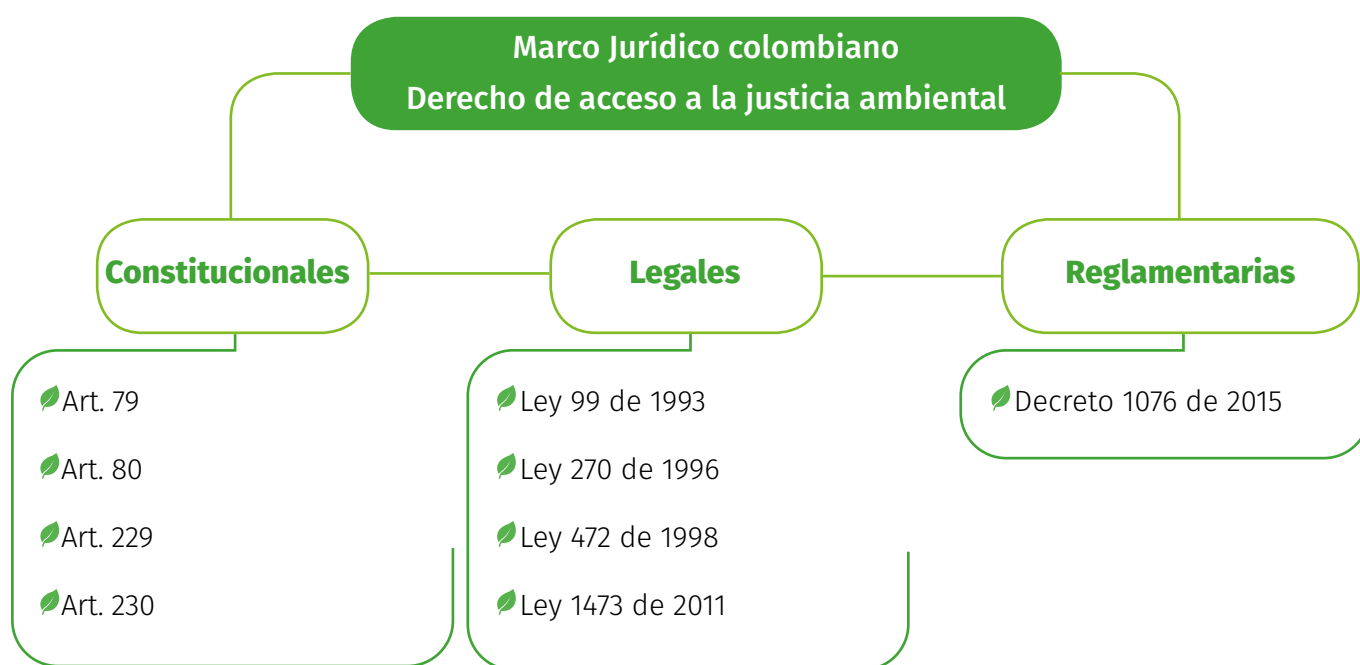 Marco Jurídico colombiano
Derecho de acceso a la justicia ambiental
Constitucionales
Art. 79
Art. 80
Art. 229
Art. 230
Legales
Ley 99 de 1993
Ley 270 de 1996
Ley 472 de 1998
Ley 1473 de 2011
Reglamentarias
Decreto 1076 de 2015